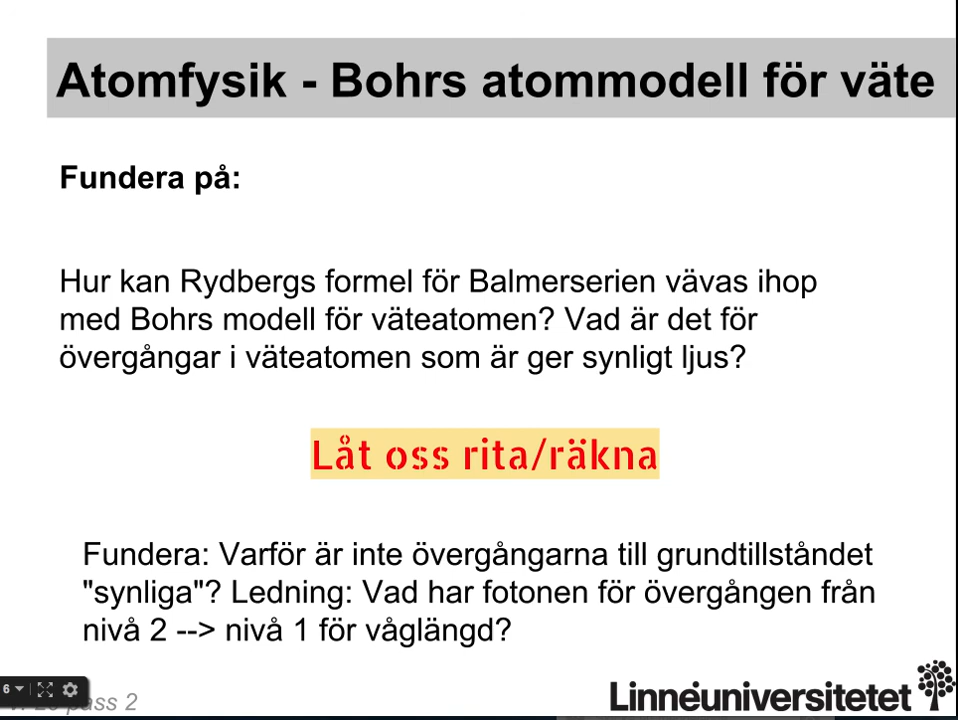 Atomfysik - Bohrs atommodell för väte
Fundera på:
Hur kan Rydbergs formel för Balmerserien vävas ihop
med Bohrs modell för väteatomen? Vad är det för
övergångar i väteatomen som är ger synligt ljus?
Låt oss rita/räkna
Fundera: Varför är inte övergångarna till grundtillståndet
"synliga"? Ledning: Vad har fotonen för övergången från
nivå 2 --> nivå 1 för våglängd?
6
pass 2
Linnéuniversitetet